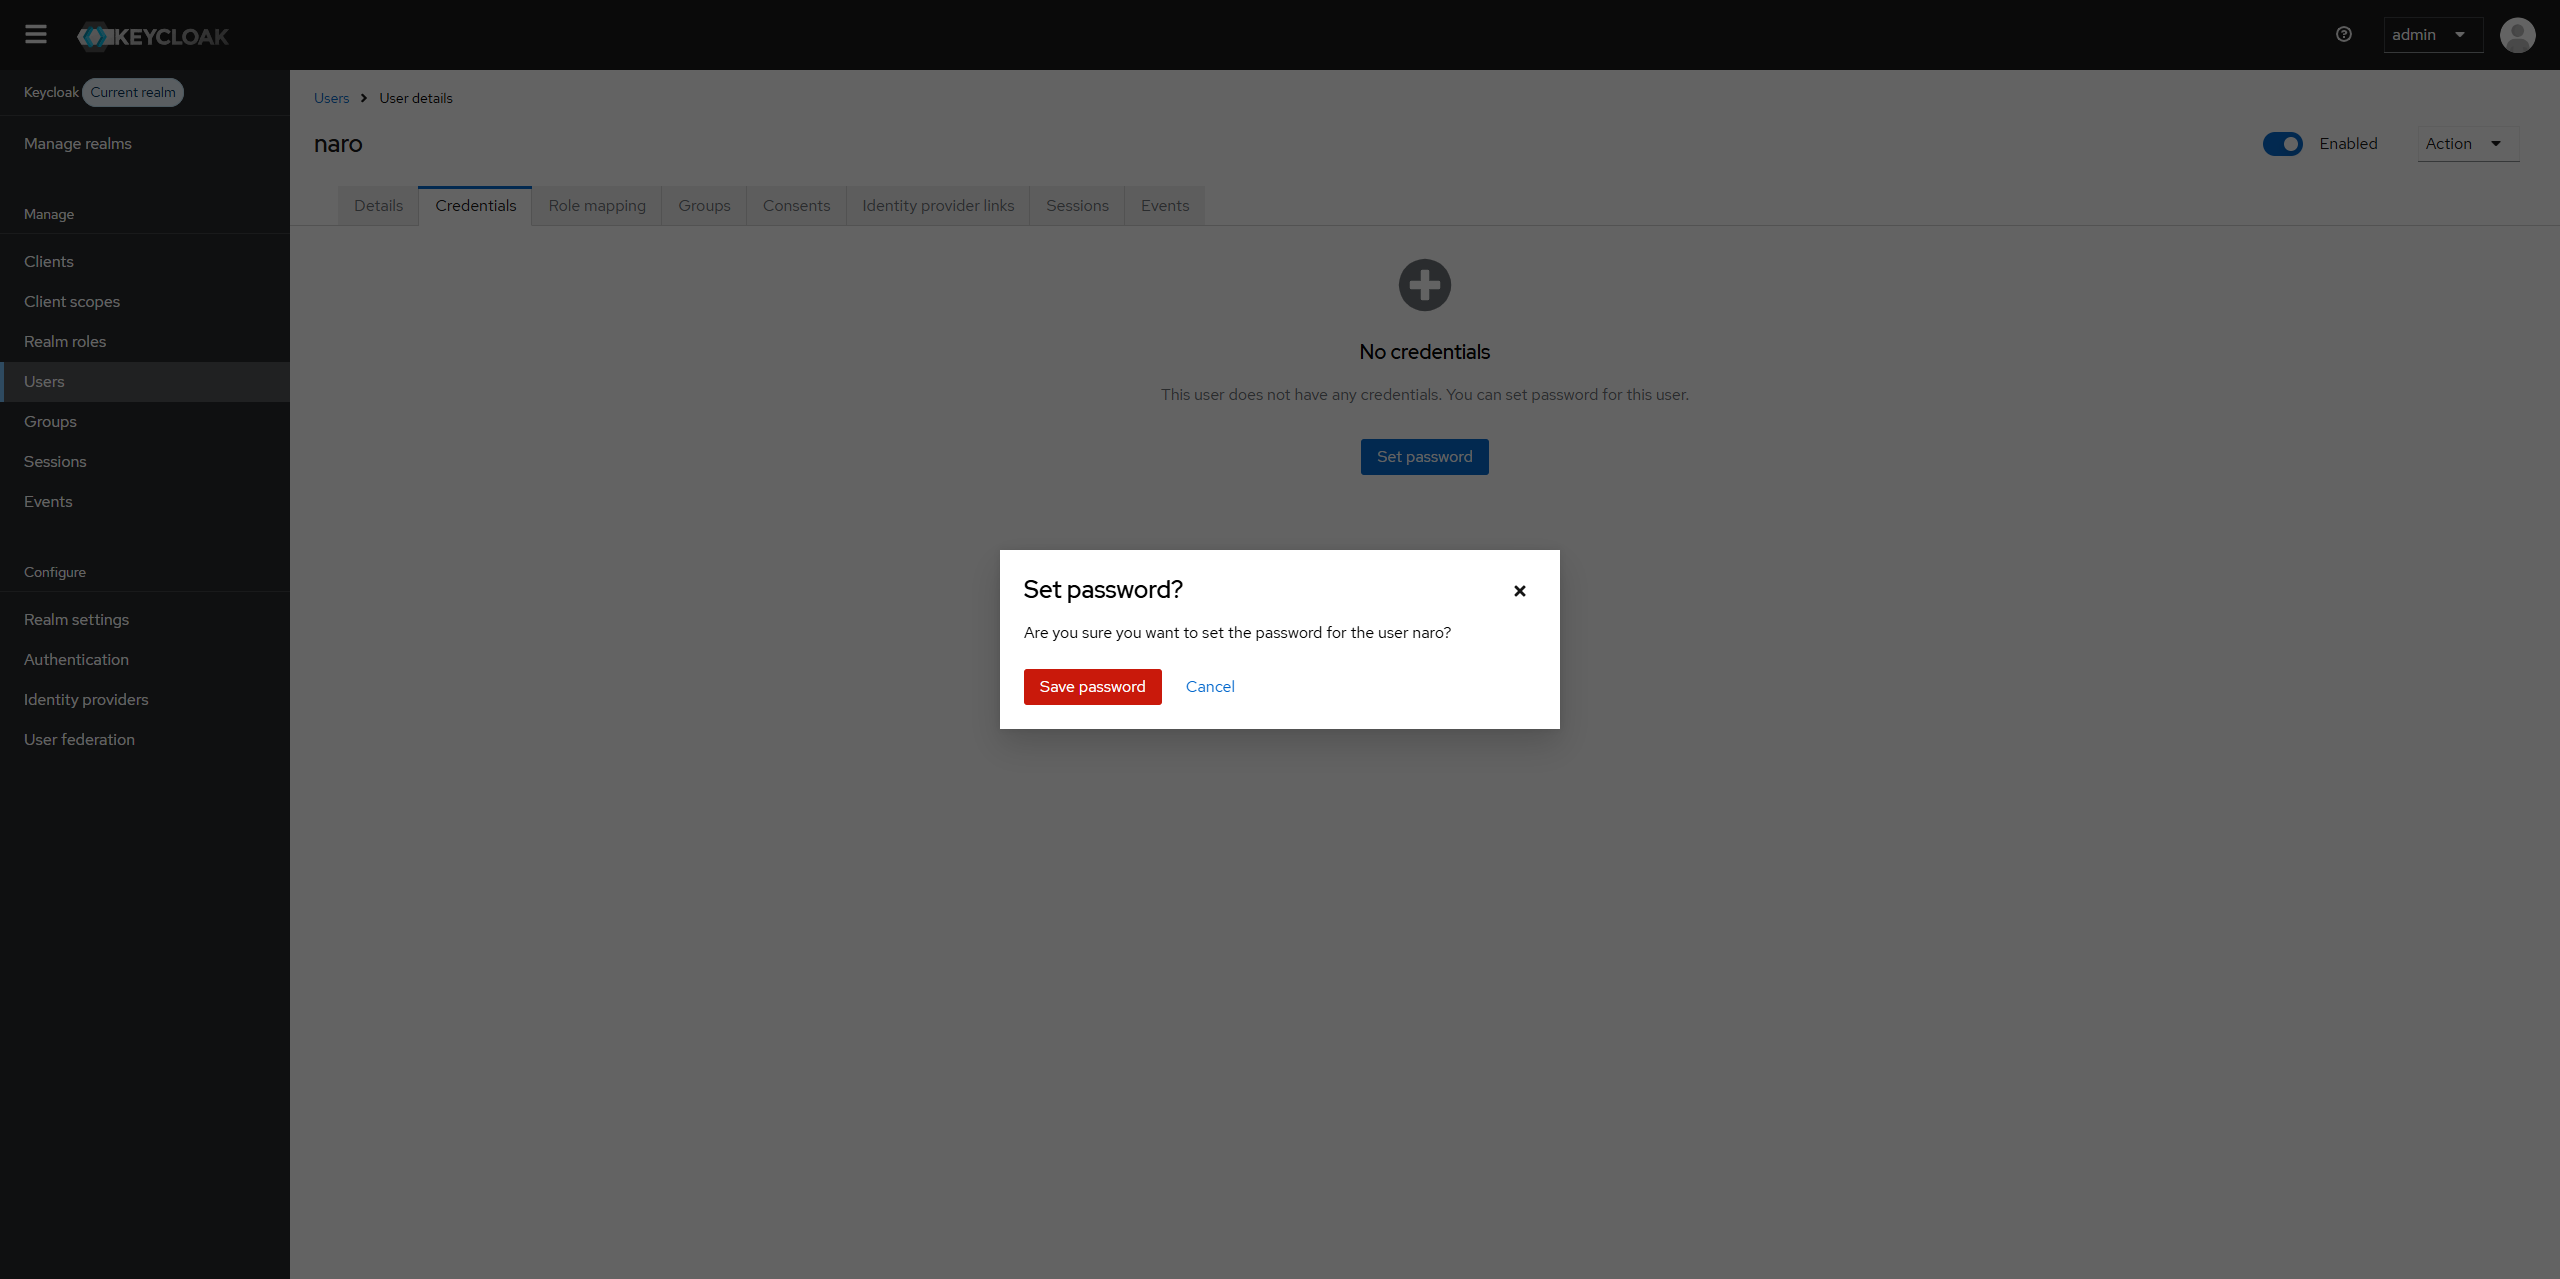 KEYCLOAK
admin
Keycloak Current realm
Manage realms
Manage
Clients
Client scopes
Realm roles
Users
Groups
Sessions
Events
Configure
Realm settings
Authentication
Identity providers
User federation
Users User details
naro
Enabled
Action
Details Credentials Role mapping Groups Consents Identity provider links Sessions Events
No credentials
This user does not have any credentials. You can set password for this user.
Set password
Set password?
Are you sure you want to set the password for the user naro?
Save password Cancel